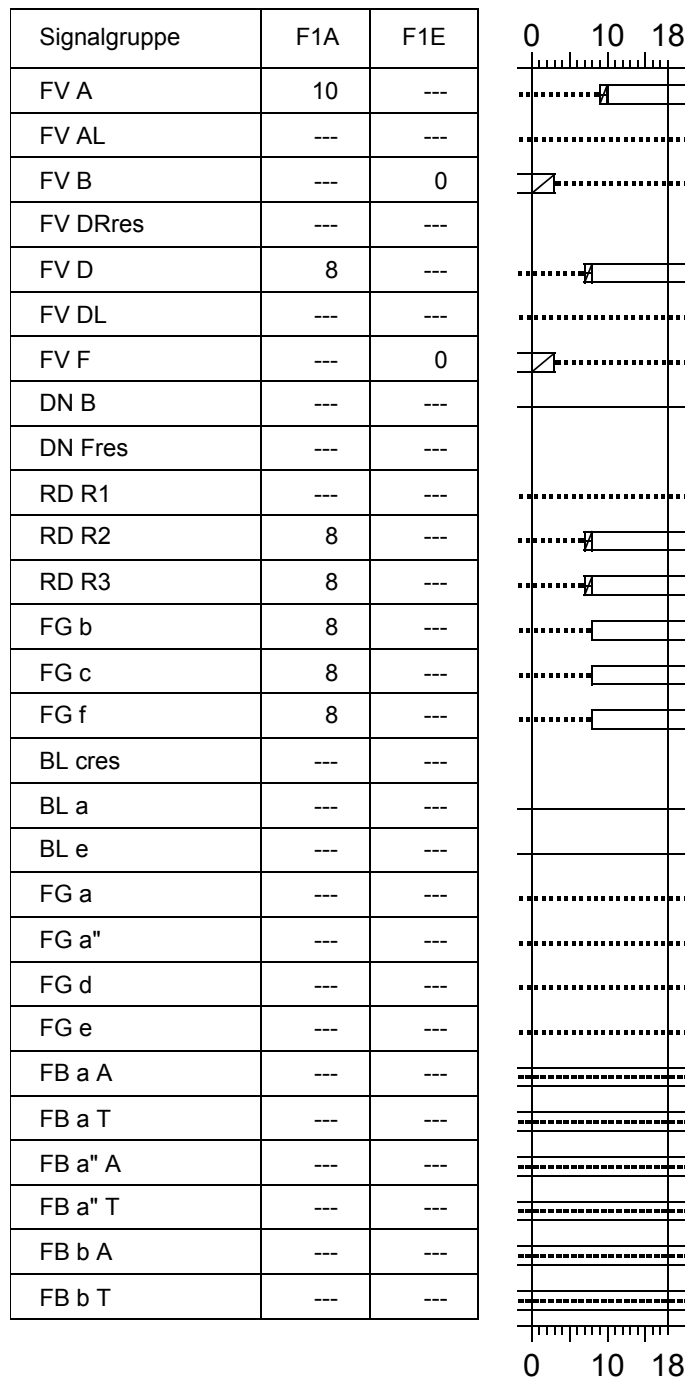 Signalgruppe F1A F1E 0 10 18
FV A 10 ---
FV AL --- ---
FV B --- 0
FV DRres --- ---
FV D 8 ---
FV DL --- ---
FV F --- 0
DN B --- ---
DN Fres --- ---
RD R1 --- ---
RD R2 8 ---
RD R3 8 ---
FG b 8 ---
FG c 8 ---
FG f 8 ---
BL cres --- ---
BL a --- ---
BL e --- ---
FG a --- ---
FG a" --- ---
FG d --- ---
FG e --- ---
FB a A --- ---
FB a T --- ---
FB a" A --- ---
FB a" T --- ---
FB b A --- ---
FB b T --- ---
0 10 18